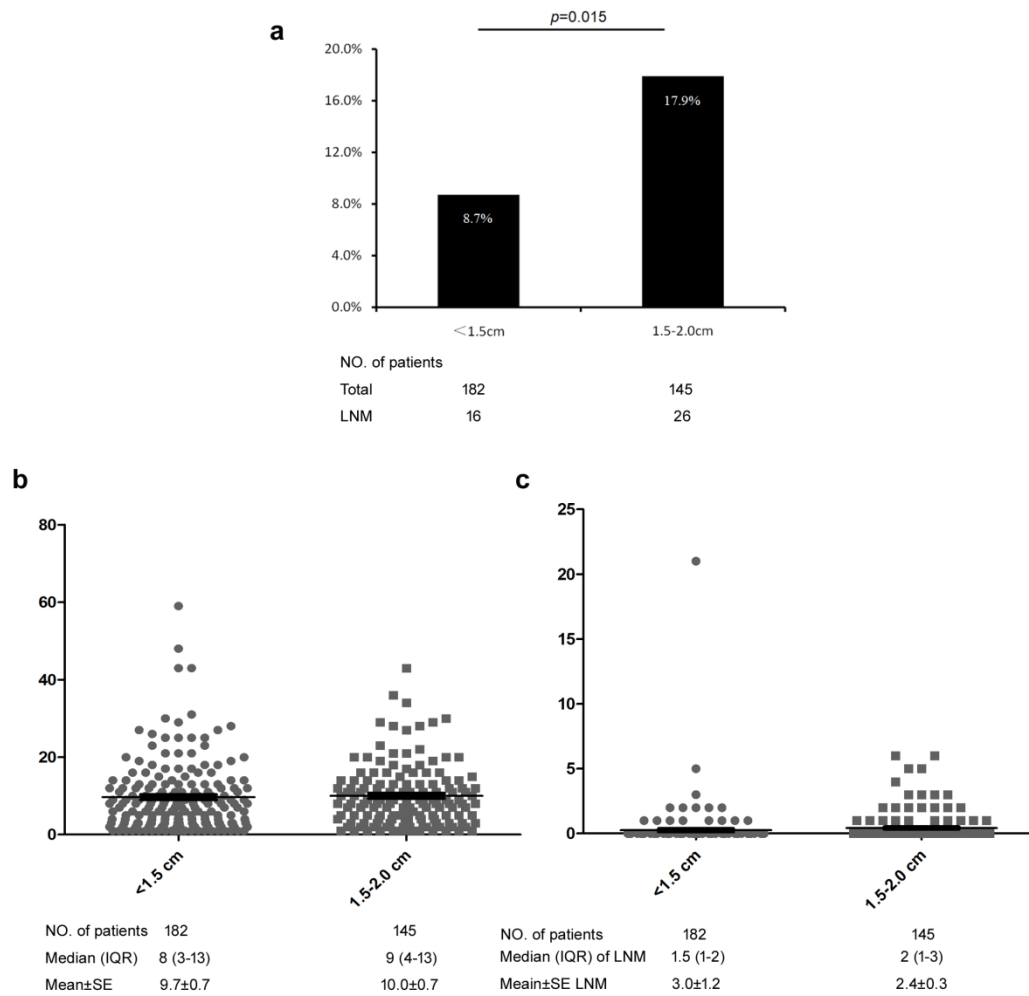 a
p=0.015
20.0%
16.0%
12.0%
8.0%
4.0%
0.0%
8.7%
17.9%
<1.5cm 1.5-2.0cm
NO. of patients
Total 182 145
LNM 16 26
b
80
60
40
20
0
<1.5 cm 1.5-2.0 cm
NO. of patients 182 145
Median (IQR) 8 (3-13) 9 (4-13)
Mean±SE 9.7±0.7 10.0±0.7
c
25
20
15
10
5
0
<1.5 cm 1.5-2.0 cm
NO. of patients 182 145
Median (IQR) of LNM 1.5 (1-2) 2 (1-3)
Meain±SE LNM 3.0±1.2 2.4±0.3